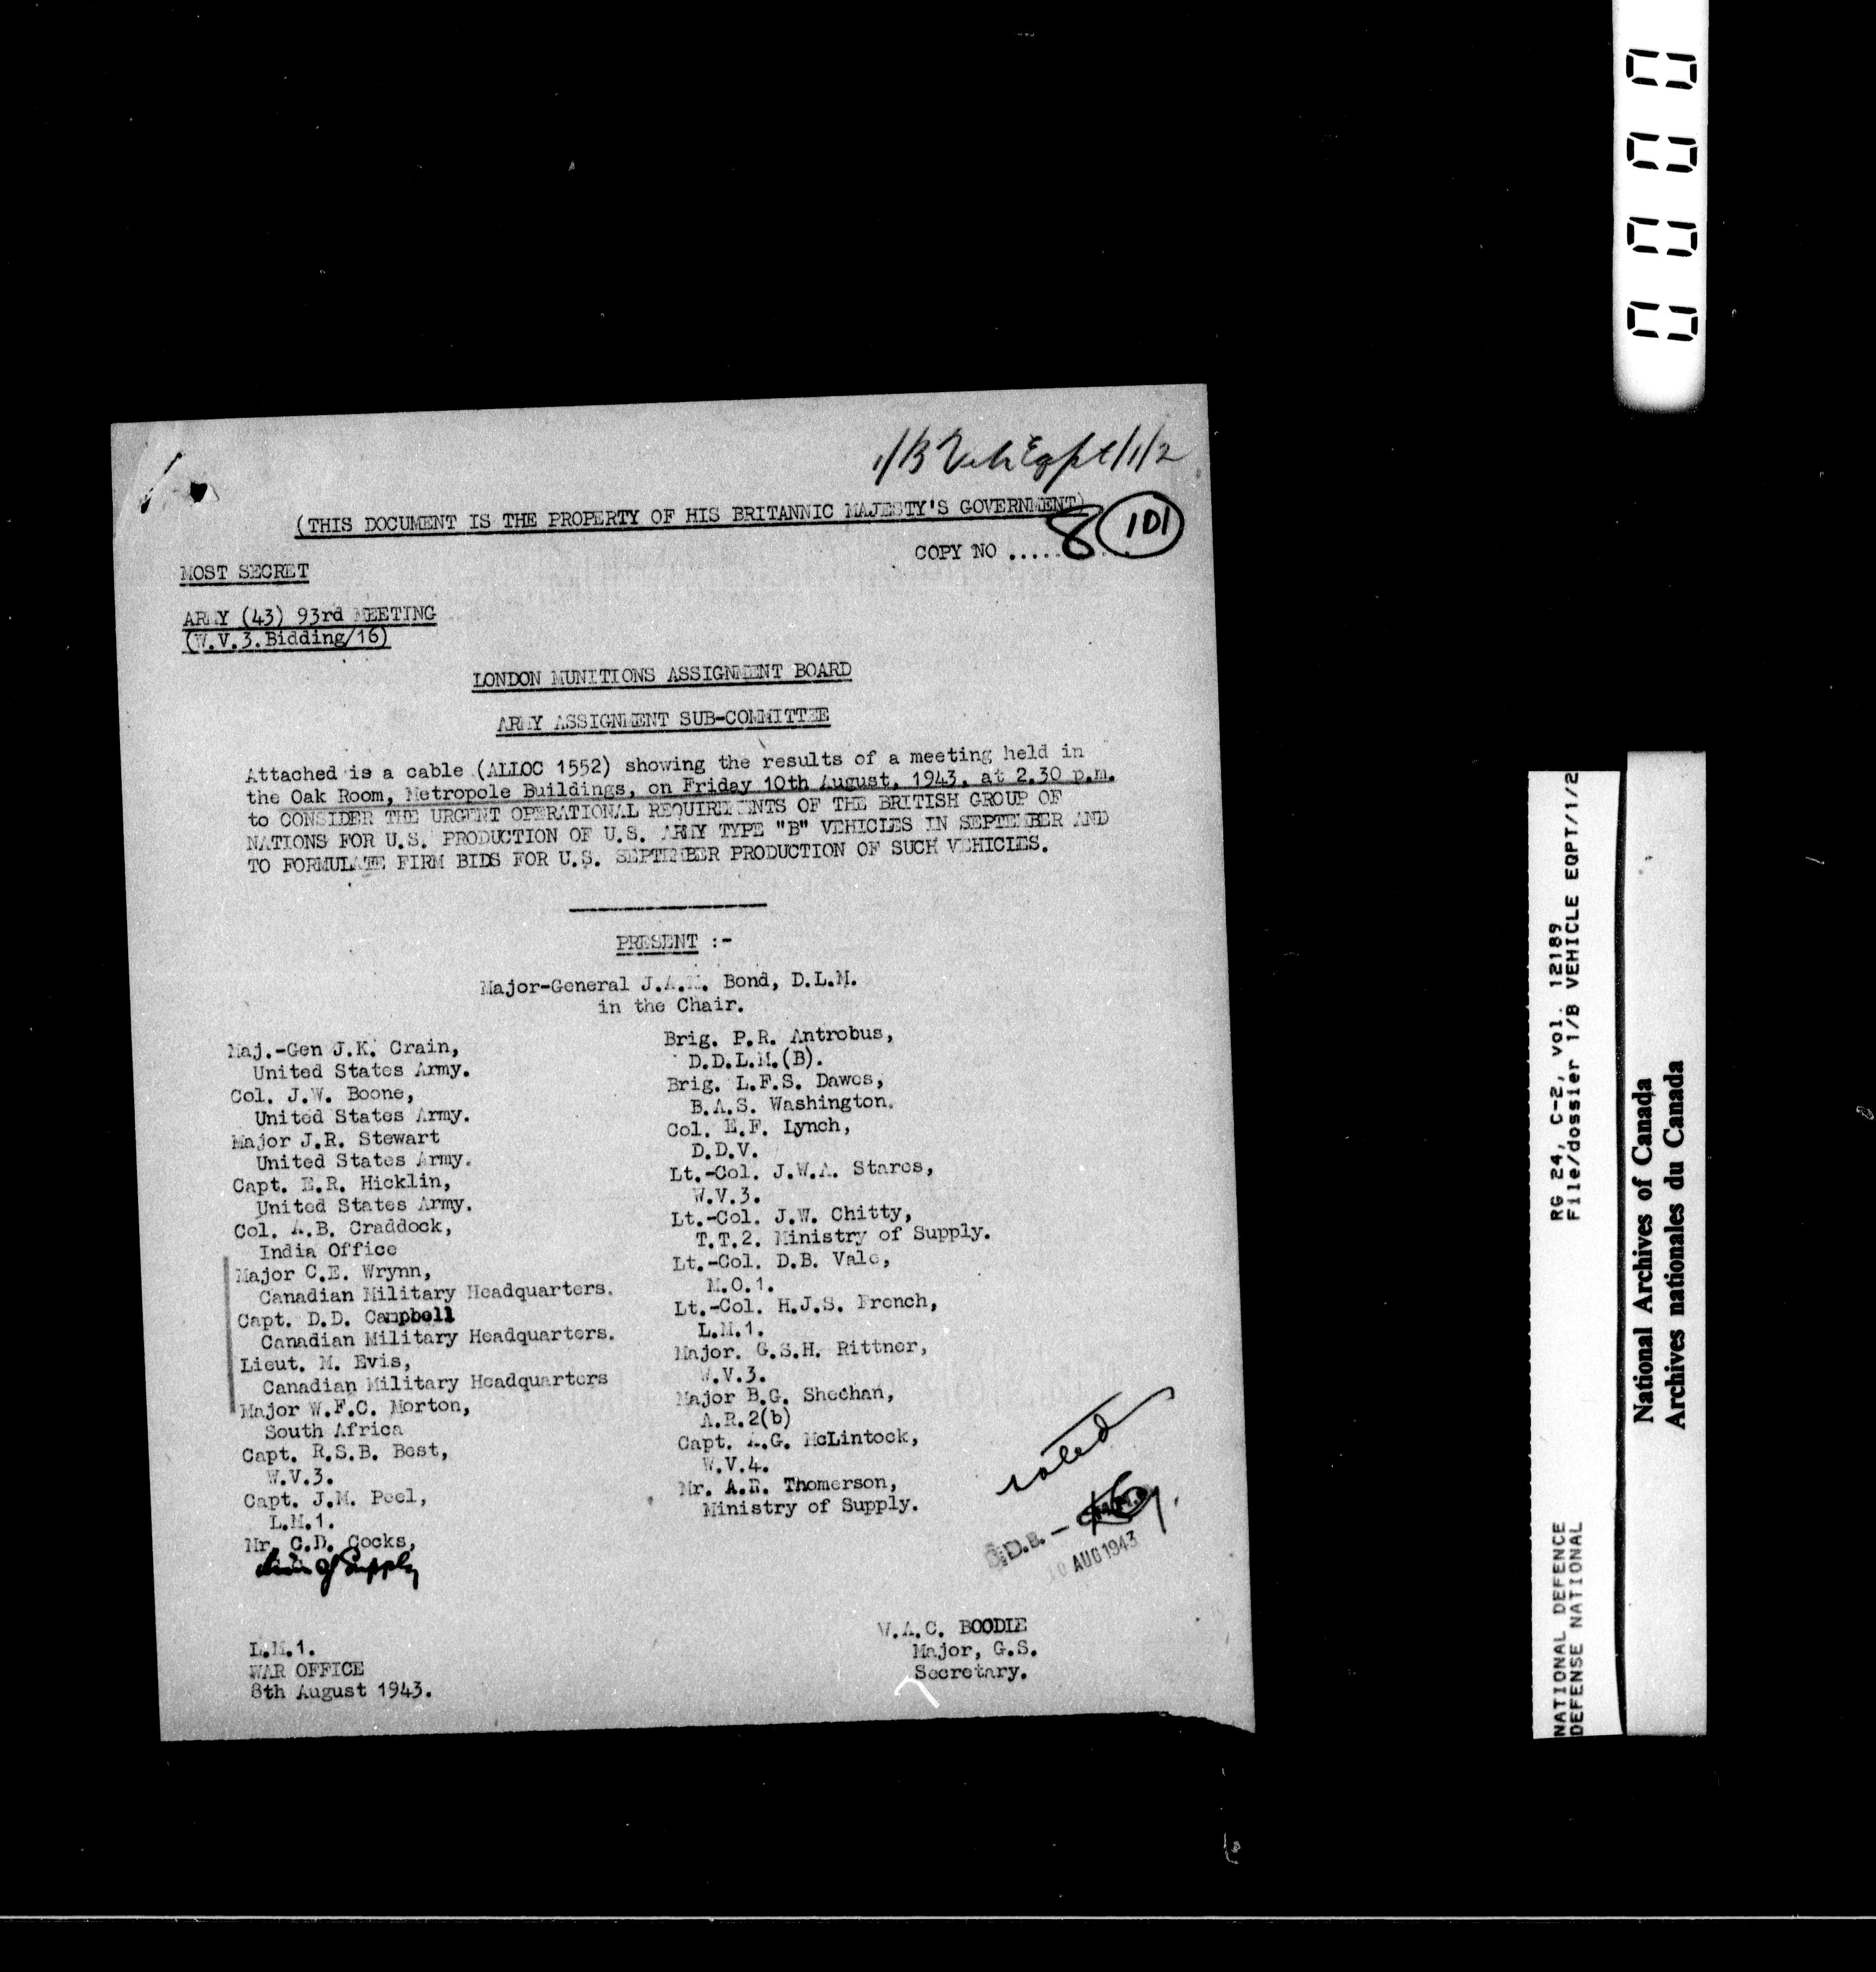 1/B Veh Eqpt/1/2
(THIS DOCUMENT IS THE PROPERTY OF HIS BRITANNIC MAJESTY'S GOVERNMENT)
COPY NO ..... 8 101
MOST SECRET
ARMY (43) 93rd MEETING
(W.V.3.Bidding/16)
LONDON MUNITIONS ASSIGNMENT BOARD
ARMY ASSIGNMENT SUB-COMMITTEE
Attached is a cable (ALLOC 1552) showing the results of a meeting held in
the Oak Room, Metropole Buildings, on Friday 10th August, 1943, at 2.30 p.m.
to CONSIDER THE URGENT OPERATIONAL REQUIREMENTS OF THE BRITISH GROUP OF
NATIONS FOR U.S. PRODUCTION OF U.S. ARMY TYPE "B" VEHICLES IN SEPTEMBER AND
TO FORMULATE FIRM BIDS FOR U.S. SEPTEMBER PRODUCTION OF SUCH VEHICLES.
PRESENT :-
Major-General J.A. Bond, D.L.M.
in the Chair.
Maj.-Gen J.K. Crain,
United States Army.
Col. J.W. Boone,
United States Army.
Major J.R. Stewart
United States Army.
Capt. E.R. Hicklin,
United States Army.
Col. A.B. Craddock,
India Office
Major C.E. Wrynn,
Canadian Military Headquarters.
Capt. D.D. Campbell
Canadian Military Headquarters.
Lieut. M. Evis,
Canadian Military Headquarters
Major W.F.C. Morton,
South Africa
Capt. R.S.B. Best,
W.V.3.
Capt. J.M. Peel,
L.M.1.
Mr. C.D. Cocks,
of Supply
Brig. P.R. Antrobus,
D.D.L.M.(B).
Brig. L.F.S. Dawes,
B.A.S. Washington.
Col. E.F. Lynch,
D.D.V.
Lt.-Col. J.W.A. Stares,
W.V.3.
Lt.-Col. J.W. Chitty,
T.T.2. Ministry of Supply.
Lt.-Col. D.B. Vale,
M.O.1.
Lt.-Col. H.J.S. French,
L.M.1.
Major. G.S.H. Rittner,
W.V.3.
Major B.G. Sheehan,
A.R.2(b)
Capt. A.G. McLintock,
W.V.4.
Mr. A.R. Thomerson,
Ministry of Supply.
noted
10 AUG 1943
L.M.1.
WAR OFFICE
8th August 1943.
W.A.C. BOODIE
Major, G.S.
Secretary.
0000
RG 24, C-2, vol. 12189
File/dossier 1/B VEHICLE EQPT/1/2
NATIONAL DEFENCE
DEFENSE NATIONAL
National Archives of Canada
Archives nationales du Canada